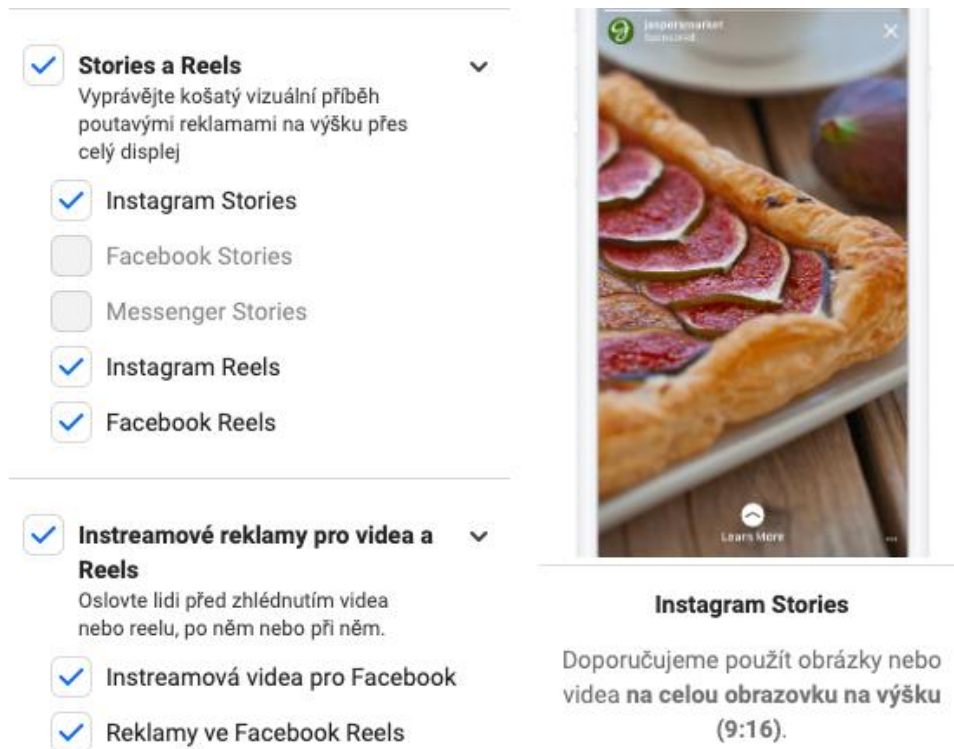 Stories a Reels
Vyprávějte košatý vizuální příběh
poutavými reklamami na výšku přes
celý displej
Instagram Stories
Facebook Stories
Messenger Stories
Instagram Reels
Facebook Reels
Instreamové reklamy pro videa a
Reels
Oslovte lidi před zhlédnutím videa
nebo reelu, po něm nebo při něm.
Instreamová videa pro Facebook
Reklamy ve Facebook Reels
jaspersmarket
Sponsored
Learn More
Instagram Stories
Doporučujeme použít obrázky nebo
videa na celou obrazovku na výšku
(9:16).